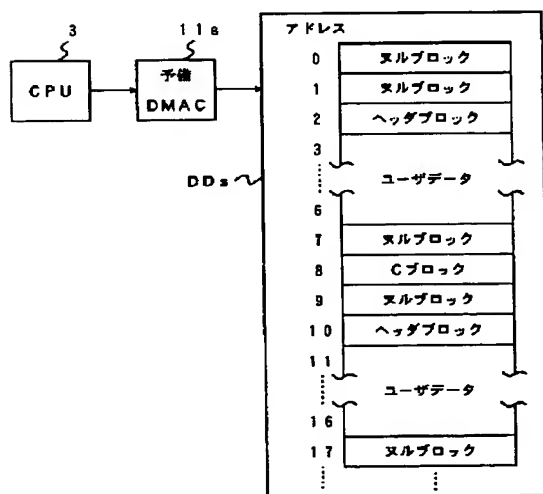 3
CPU
11s
予備
DMAC
DDs
アドレス
0 ヌルブロック
1 ヌルブロック
2 ヘッダブロック
3
ユーザデータ
6
7 ヌルブロック
8 Cブロック
9 ヌルブロック
10 ヘッダブロック
11
ユーザデータ
16
17 ヌルブロック